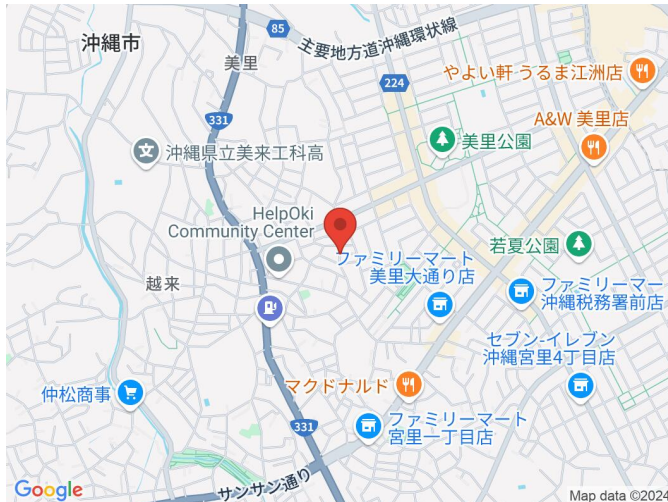 沖縄市
85
主要地方道沖縄環状線
美里
やよい軒 うるま江洲店
224
331
A&W 美里店
美里公園
沖縄県立美来工科高
HelpOki
Community Center
ファミリーマート
美里大通り店
若夏公園
越来
ファミリーマー
沖縄税務署前店
セブン-イレブン
沖縄宮里4丁目店
仲松商事
マクドナルド
331
ファミリーマート
宮里一丁目店
サンサン通り
Google
Map data ©2024